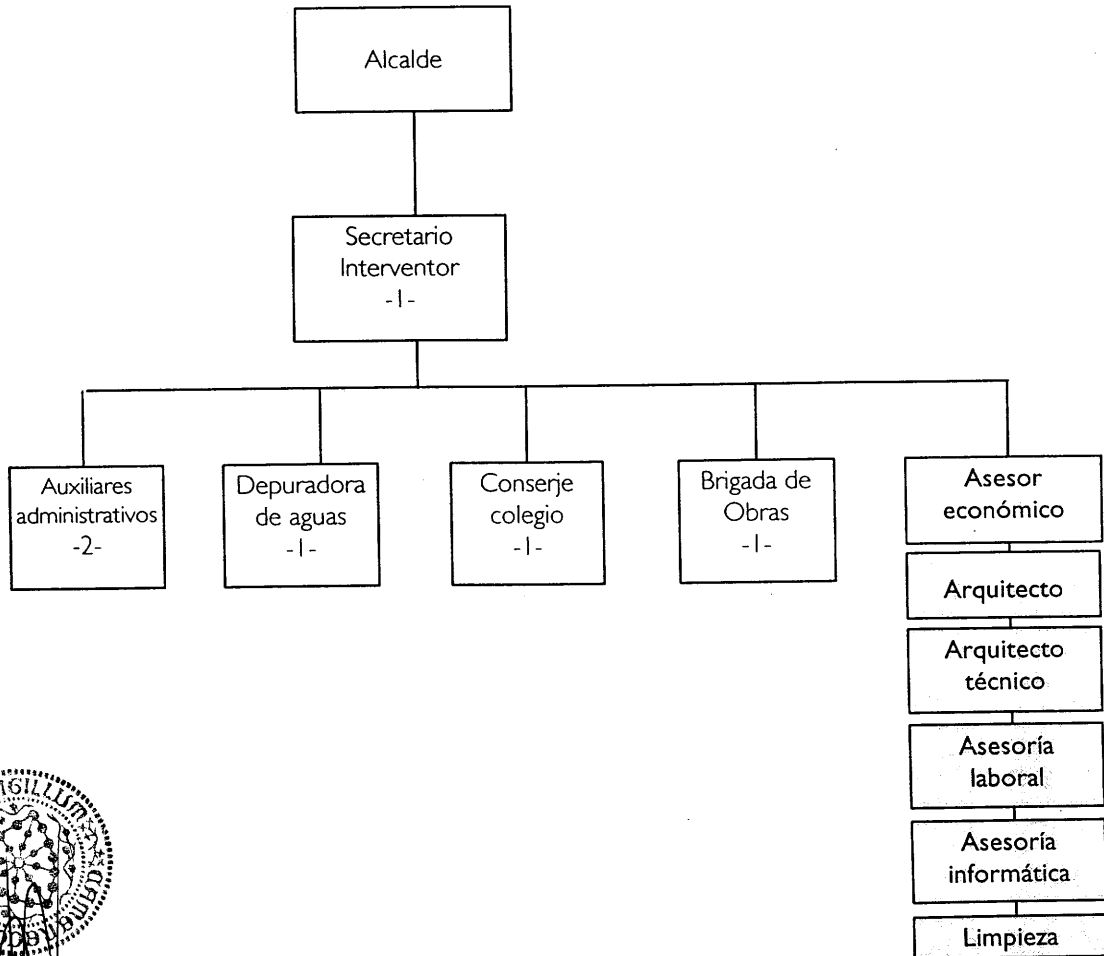 Alcalde
Secretario
Interventor
-1-
Auxiliares
administrativos
-2-
Depuradora
de aguas
-1-
Conserje
colegio
-1-
Brigada de
Obras
-1-
Asesor
económico
Arquitecto
Arquitecto
técnico
Asesoría
laboral
Asesoría
informática
Limpieza